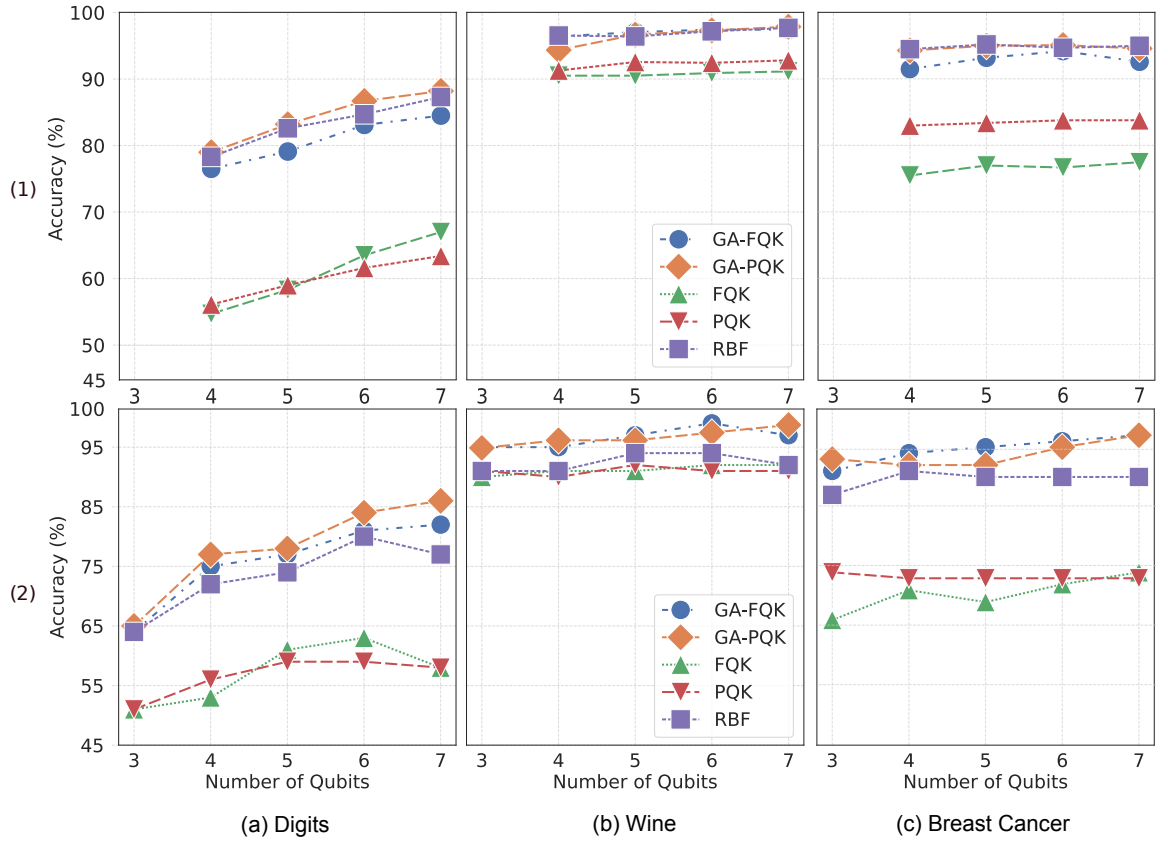 100
90
80
70
60
50
45
Accuracy (%)
(1)
3 4 5 6 7
3 4 5 6 7
3 4 5 6 7
GA-FQK
GA-PQK
FQK
PQK
RBF
100
95
85
75
65
55
45
Accuracy (%)
(2)
GA-FQK
GA-PQK
FQK
PQK
RBF
3 4 5 6 7
3 4 5 6 7
3 4 5 6 7
Number of Qubits
Number of Qubits
Number of Qubits
(a) Digits
(b) Wine
(c) Breast Cancer